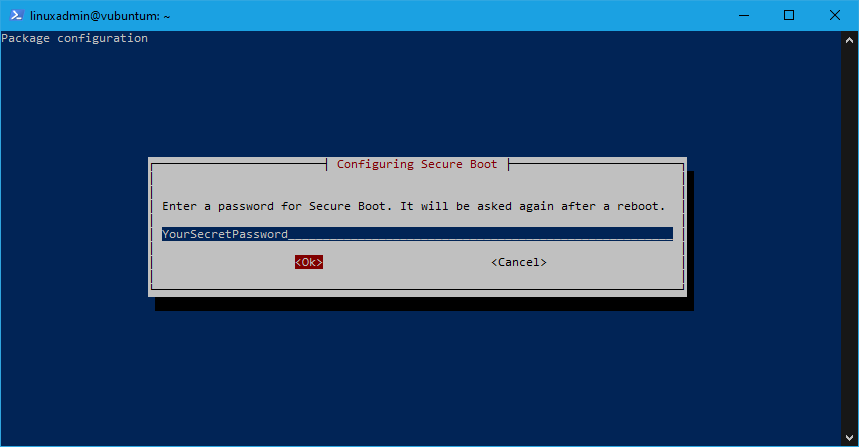 linuxadmin@vubuntum: ~
Package configuration
Configuring Secure Boot
Enter a password for Secure Boot. It will be asked again after a reboot.
YourSecretPassword
<Ok> <Cancel>